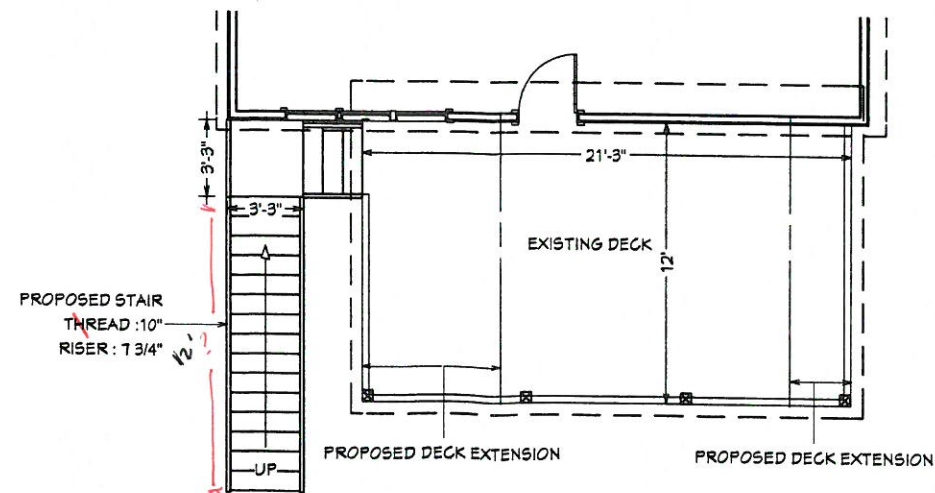 3'-3"
21'-3"
3'-3"
EXISTING DECK
12'
PROPOSED STAIR
THREAD : 10"
RISER : 7 3/4"
12'
?
UP
PROPOSED DECK EXTENSION
PROPOSED DECK EXTENSION